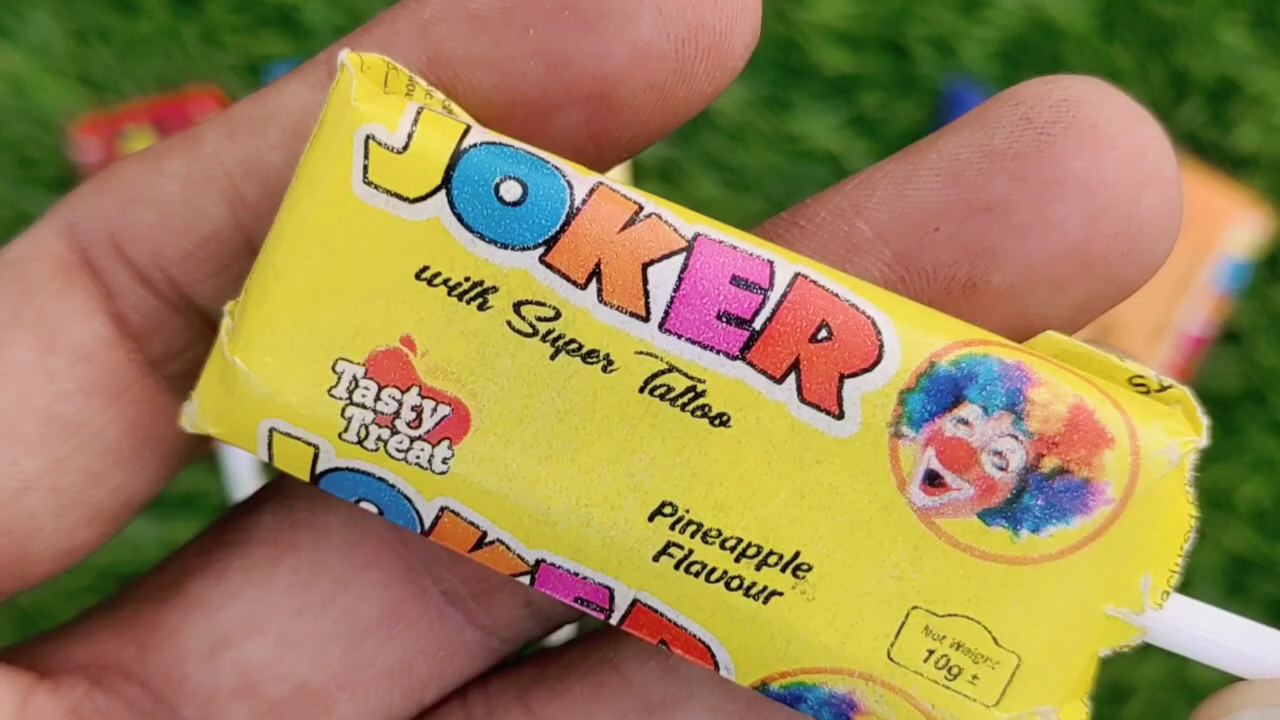 JOKER
with Super Tattoo
Tasty
Treat
JOKER
Pineapple
Flavour
Net Weight
10g ±